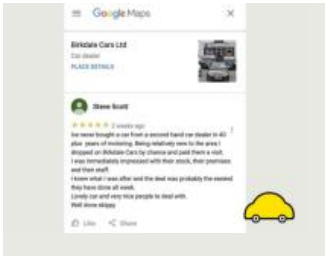 Google Maps
Birkdale Cars Ltd
Car dealer
PLACE DETAILS
Steve Scott
2 weeks ago
Ive never bought a car from a second hand car dealer in 40
plus years of motoring. Being relatively new to the area I
dropped on Birkdale Cars by chance and paid them a visit.
I was immediately impressed with their stock, their premises
and their staff.
I knew what I was after and the deal was probably the easiest
they have done all week.
Lovely car and very nice people to deal with.
Well done skippy
Like Share